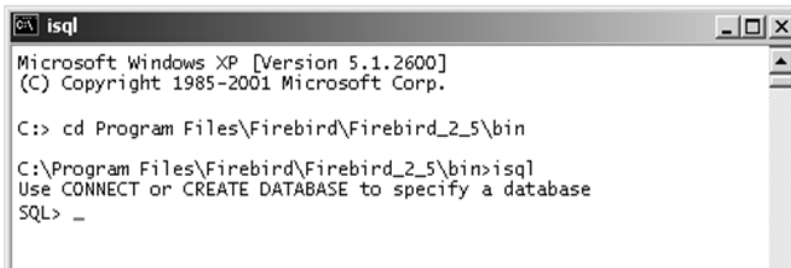 isql
Microsoft Windows XP [Version 5.1.2600]
(C) Copyright 1985-2001 Microsoft Corp.
C:> cd Program Files\Firebird\Firebird_2_5\bin
C:\Program Files\Firebird\Firebird_2_5\bin>isql
Use CONNECT or CREATE DATABASE to specify a database
SQL> _